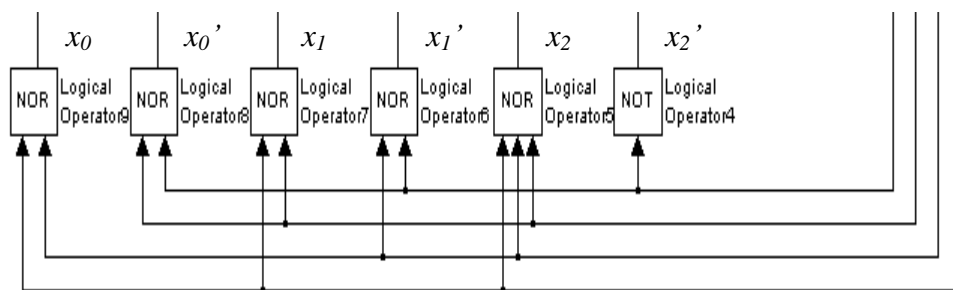 x₀ x₀’ x₁ x₁’ x₂ x₂’
NOR Logical Operator9
NOR Logical Operator8
NOR Logical Operator7
NOR Logical Operator6
NOR Logical Operator5
NOT Logical Operator4